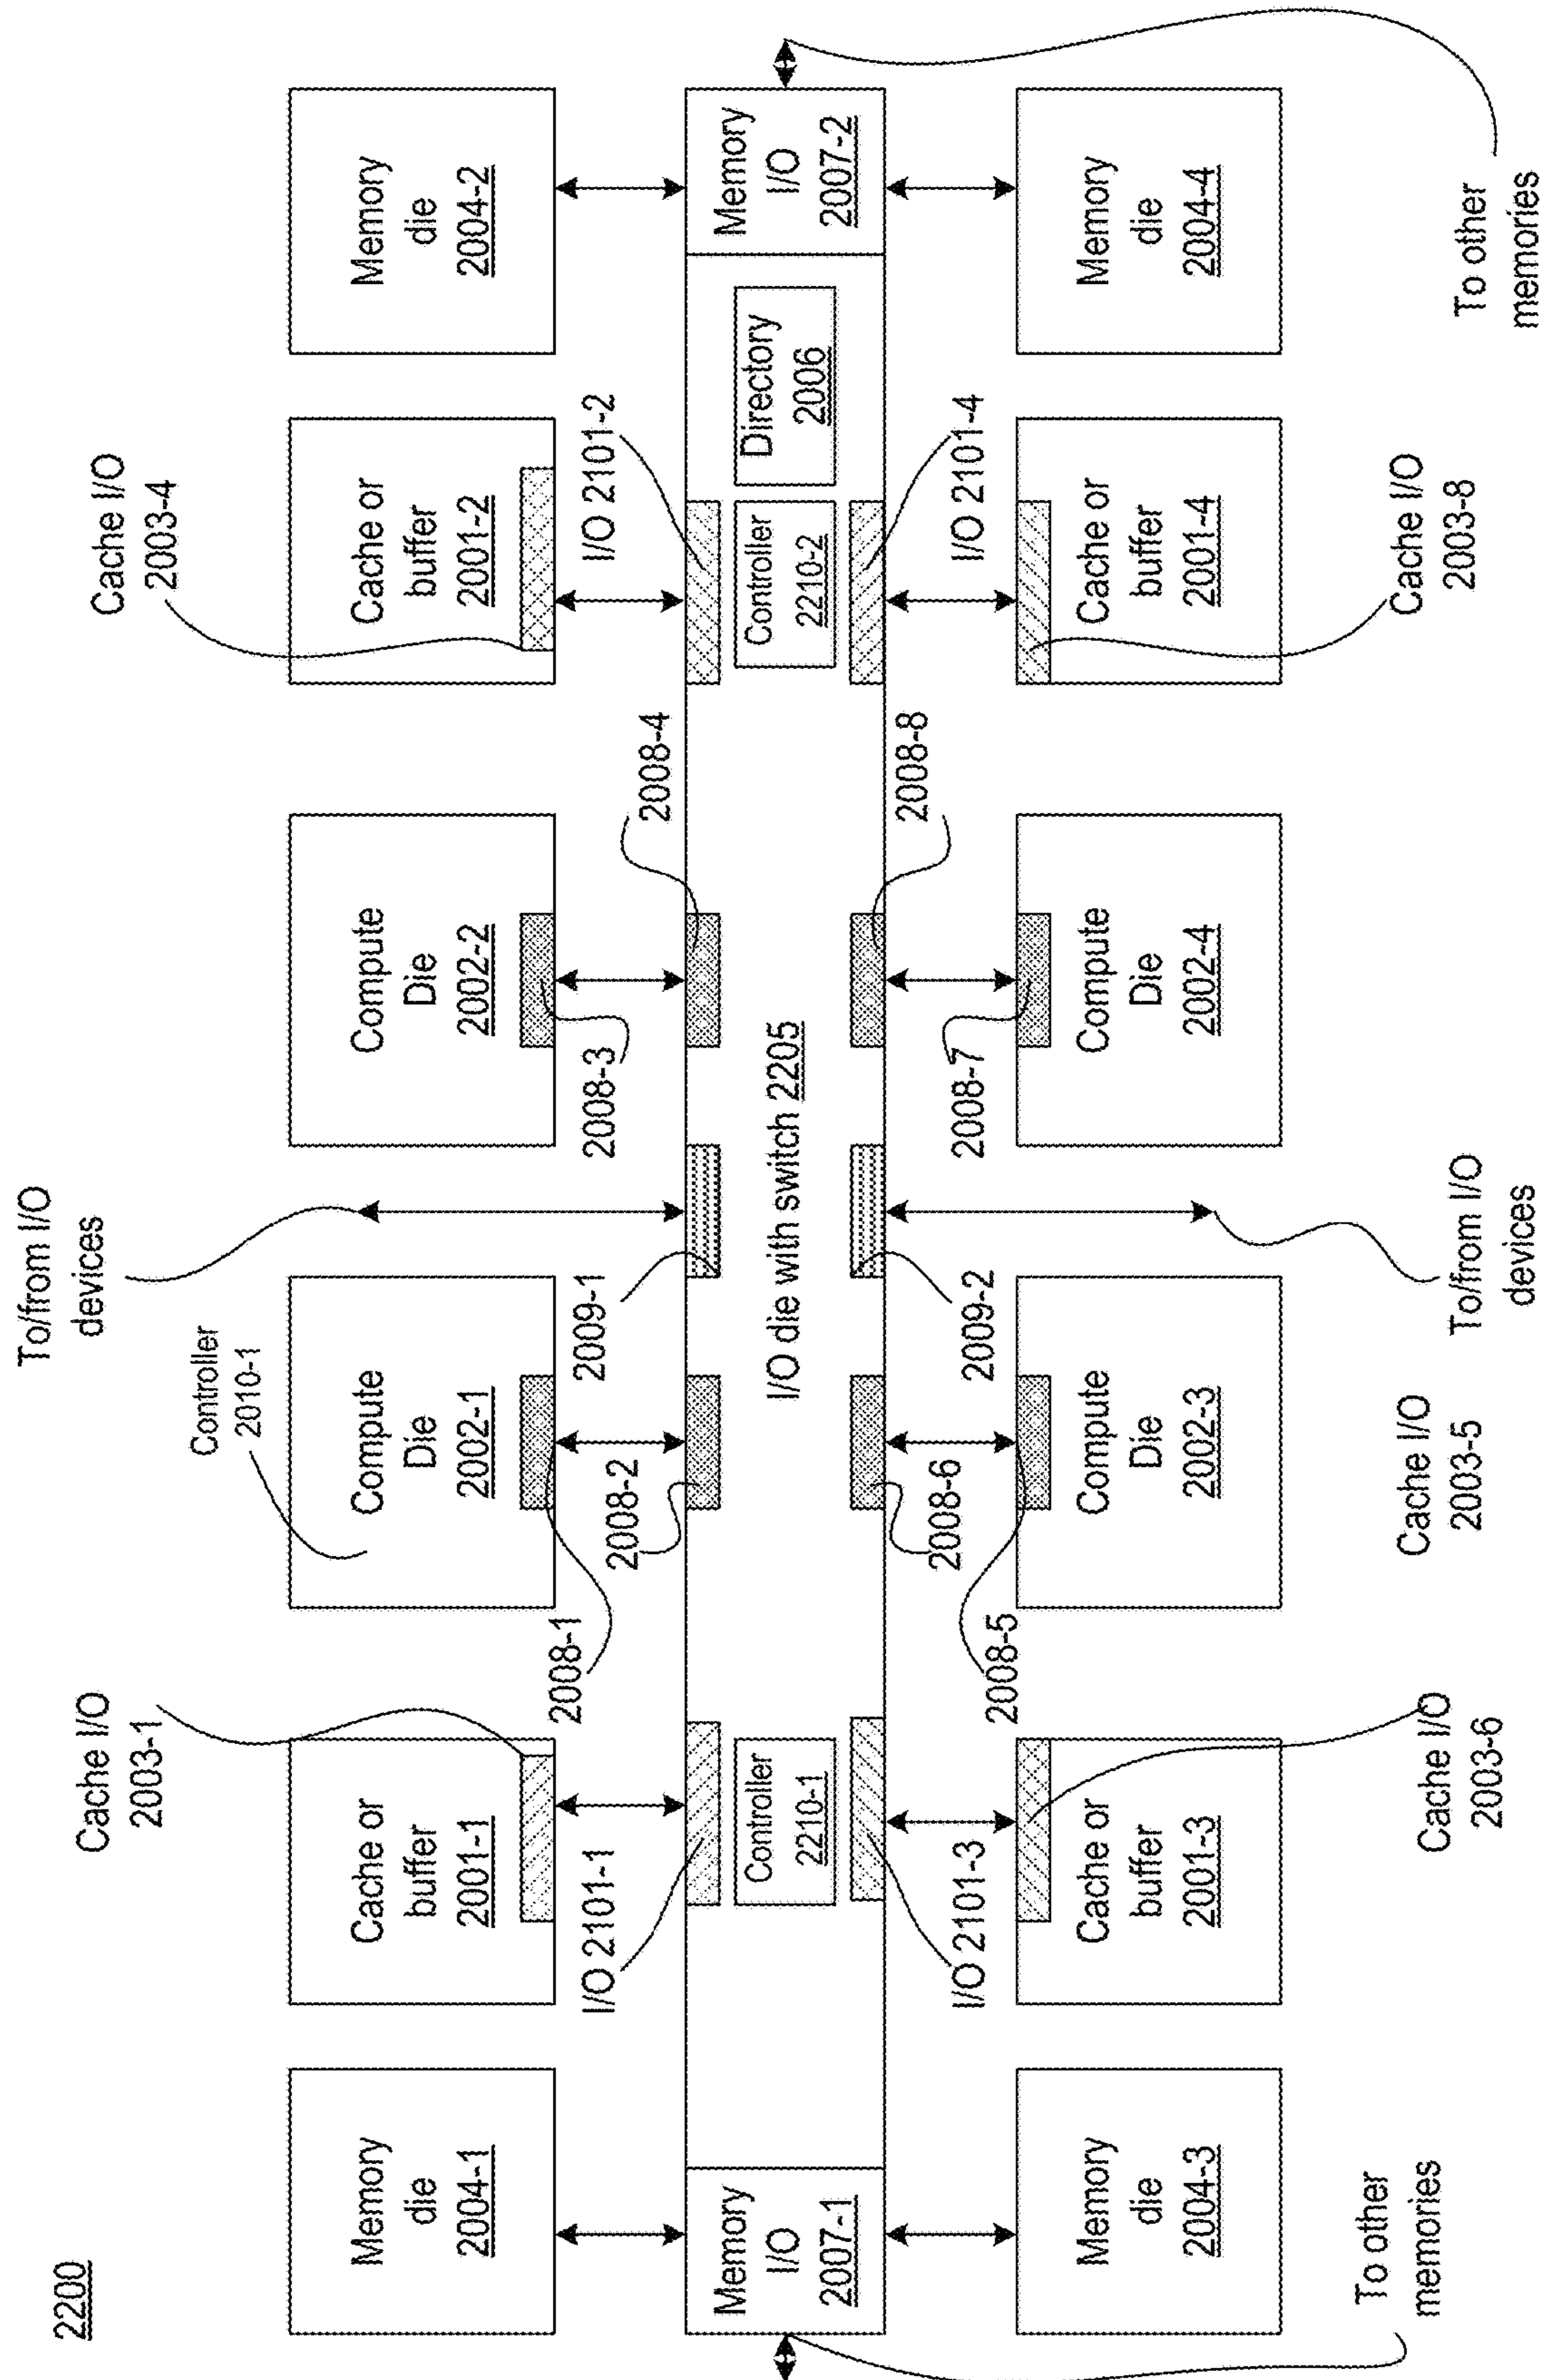 2200
To/from I/O
devices
Cache I/O
2003-1
Controller
2010-1
Cache I/O
2003-4
Memory
die
2004-1
Cache or
buffer
2001-1
Compute
Die
2002-1
Compute
Die
2002-2
Cache or
buffer
2001-2
Memory
die
2004-2
I/O 2101-1
2008-1
2008-2
2009-1
2008-3
2008-4
I/O 2101-2
Memory
I/O
2007-1
Controller
2210-1
I/O die with switch 2205
Controller
2210-2
Directory
2006
Memory
I/O
2007-2
I/O 2101-3
2008-5
2008-6
2009-2
2008-7
2008-8
I/O 2101-4
Memory
die
2004-3
Cache or
buffer
2001-3
Compute
Die
2002-3
Compute
Die
2002-4
Cache or
buffer
2001-4
Memory
die
2004-4
To other
memories
Cache I/O
2003-6
Cache I/O
2003-5
To/from I/O
devices
Cache I/O
2003-8
To other
memories